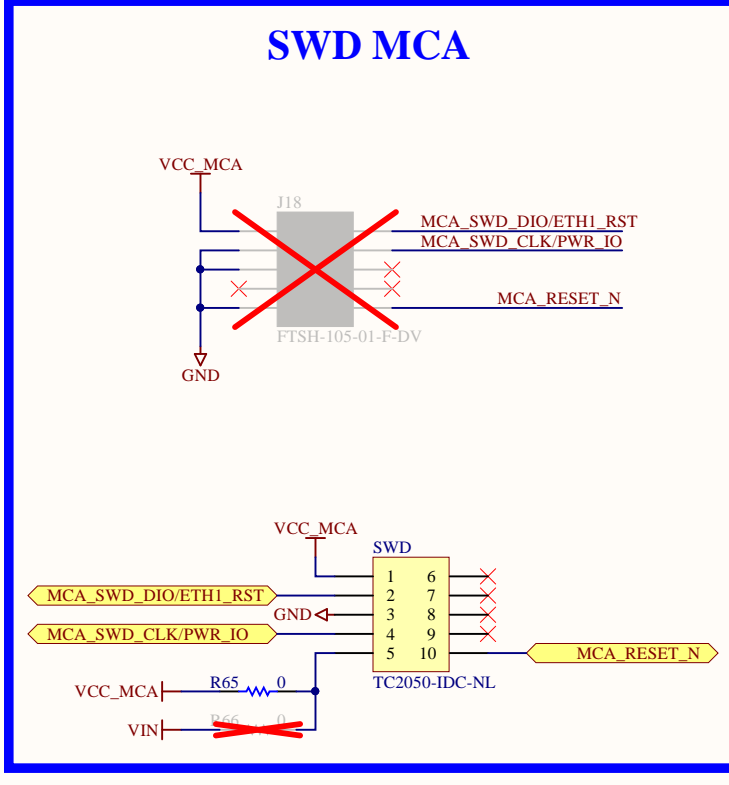 SWD MCA
VCC_MCA
J18
MCA_SWD_DIO/ETH1_RST
MCA_SWD_CLK/PWR_IO
MCA_RESET_N
FTSH-105-01-F-DV
GND
VCC_MCA
SWD
1 6
MCA_SWD_DIO/ETH1_RST 2 7
GND 3 8
MCA_SWD_CLK/PWR_IO 4 9
5 10 MCA_RESET_N
VCC_MCA R65 0 TC2050-IDC-NL
VIN R66 0